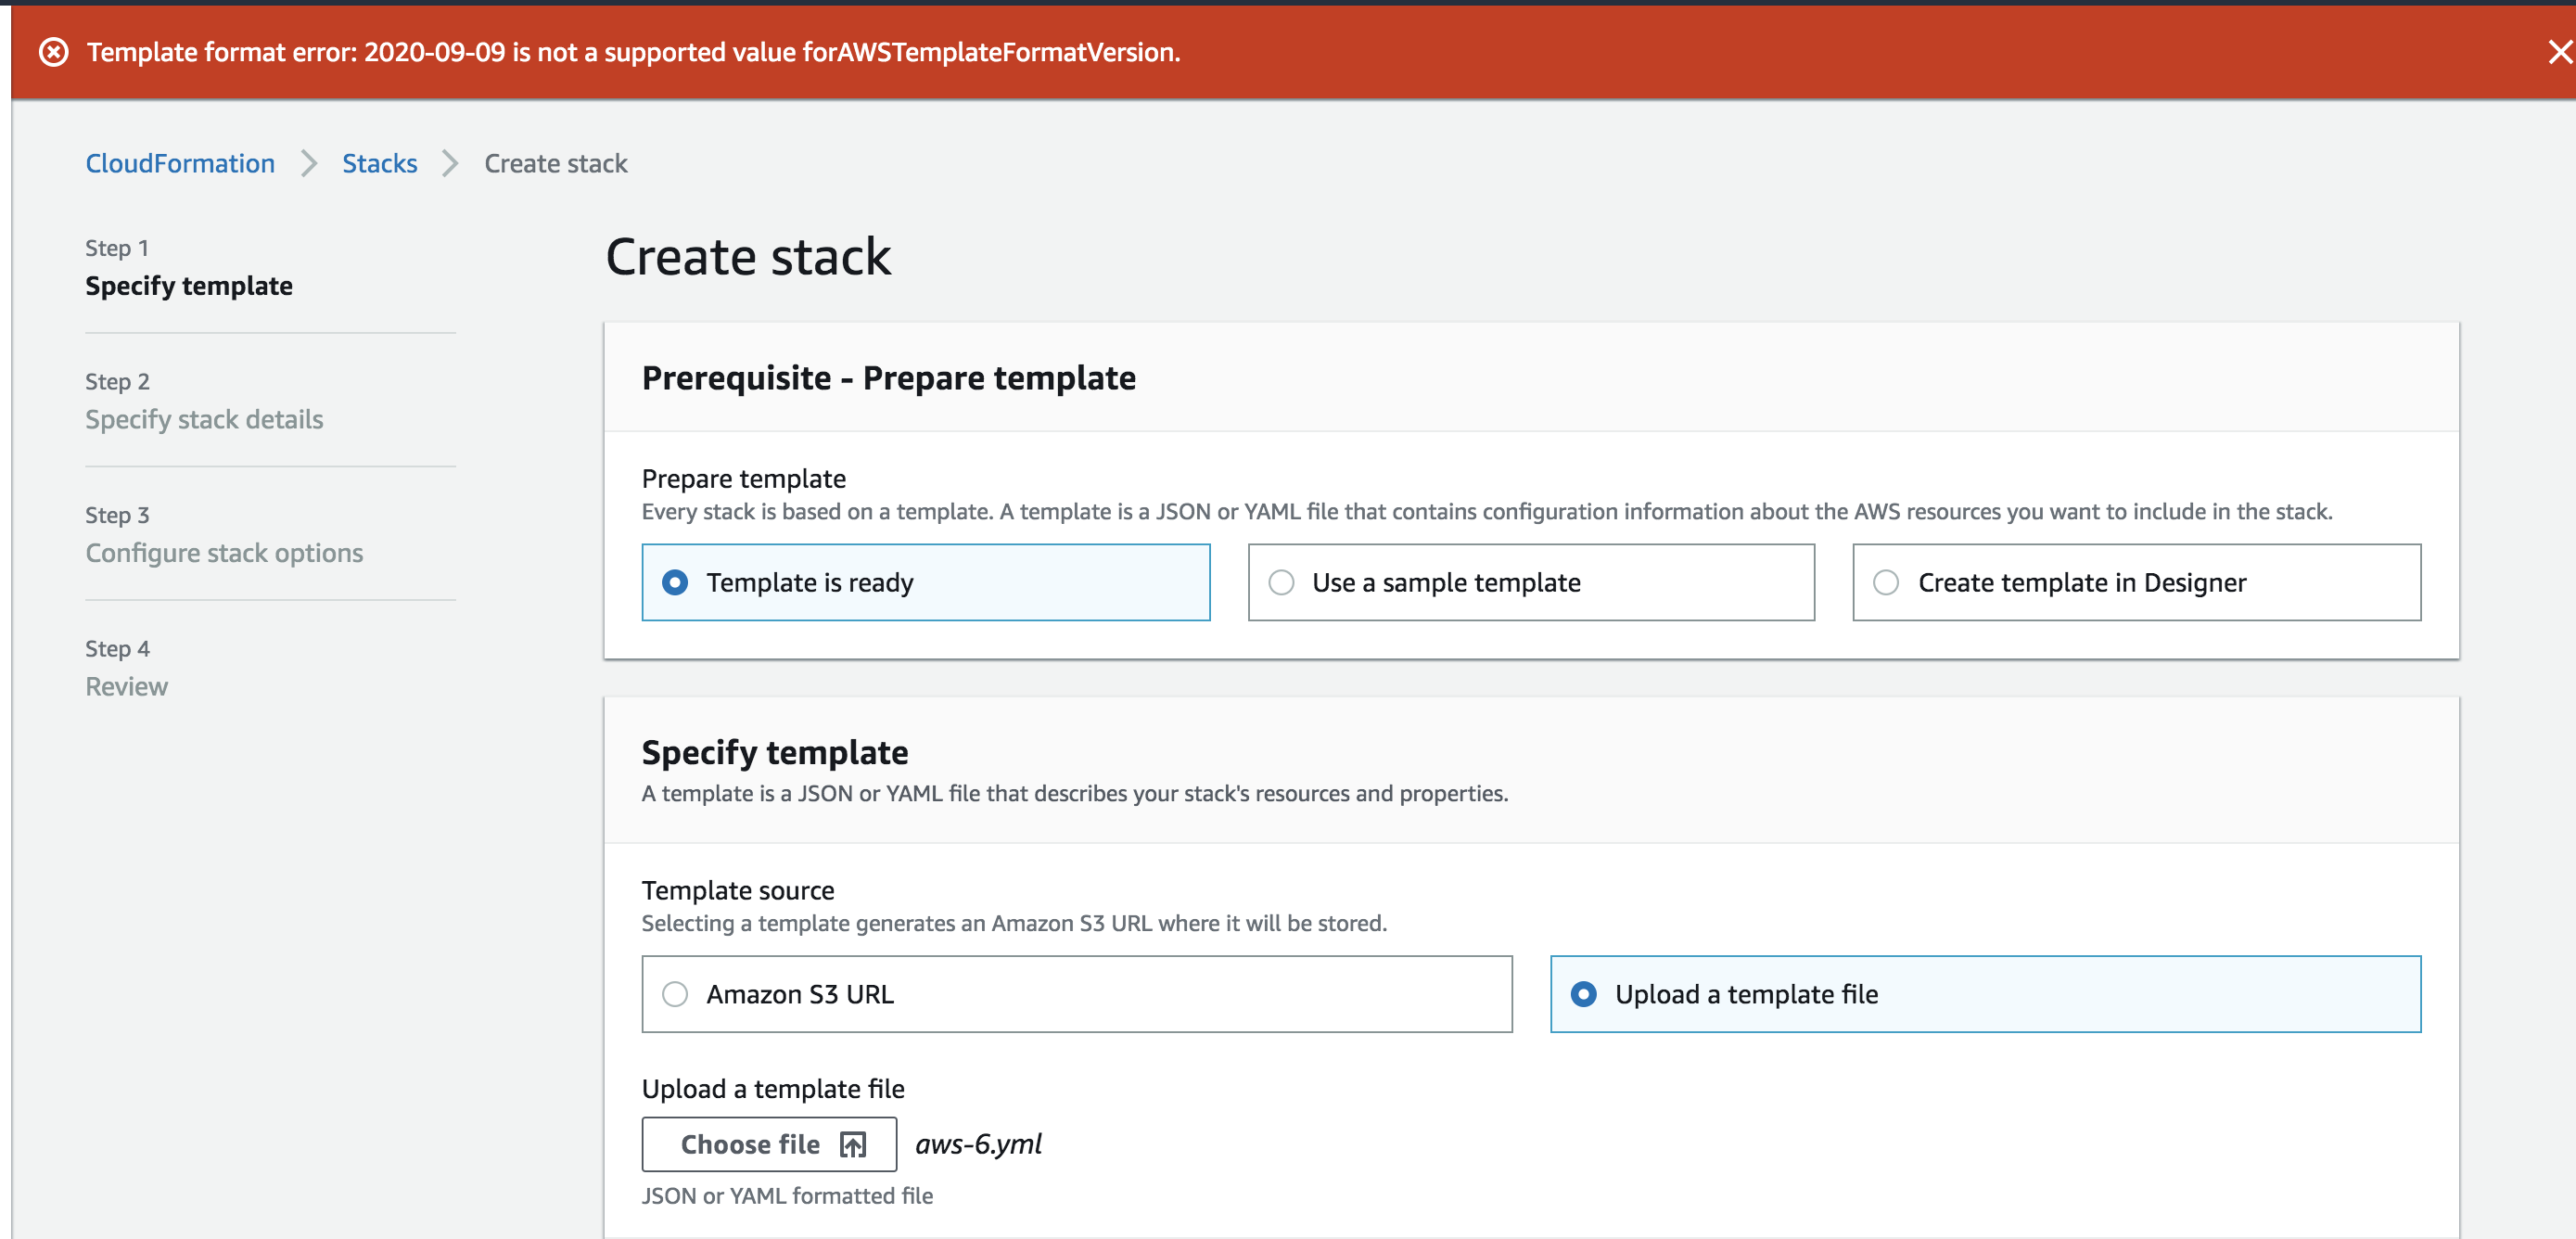 Template format error: 2020-09-09 is not a supported value forAWSTemplateFormatVersion.
CloudFormation
Stacks
Create stack
Step 1
Specify template
Step 2
Specify stack details
Step 3
Configure stack options
Step 4
Review
Create stack
Prerequisite - Prepare template
Prepare template
Every stack is based on a template. A template is a JSON or YAML file that contains configuration information about the AWS resources you want to include in the stack.
Template is ready
Use a sample template
Create template in Designer
Specify template
A template is a JSON or YAML file that describes your stack's resources and properties.
Template source
Selecting a template generates an Amazon S3 URL where it will be stored.
Amazon S3 URL
Upload a template file
Upload a template file
Choose file
aws-6.yml
JSON or YAML formatted file